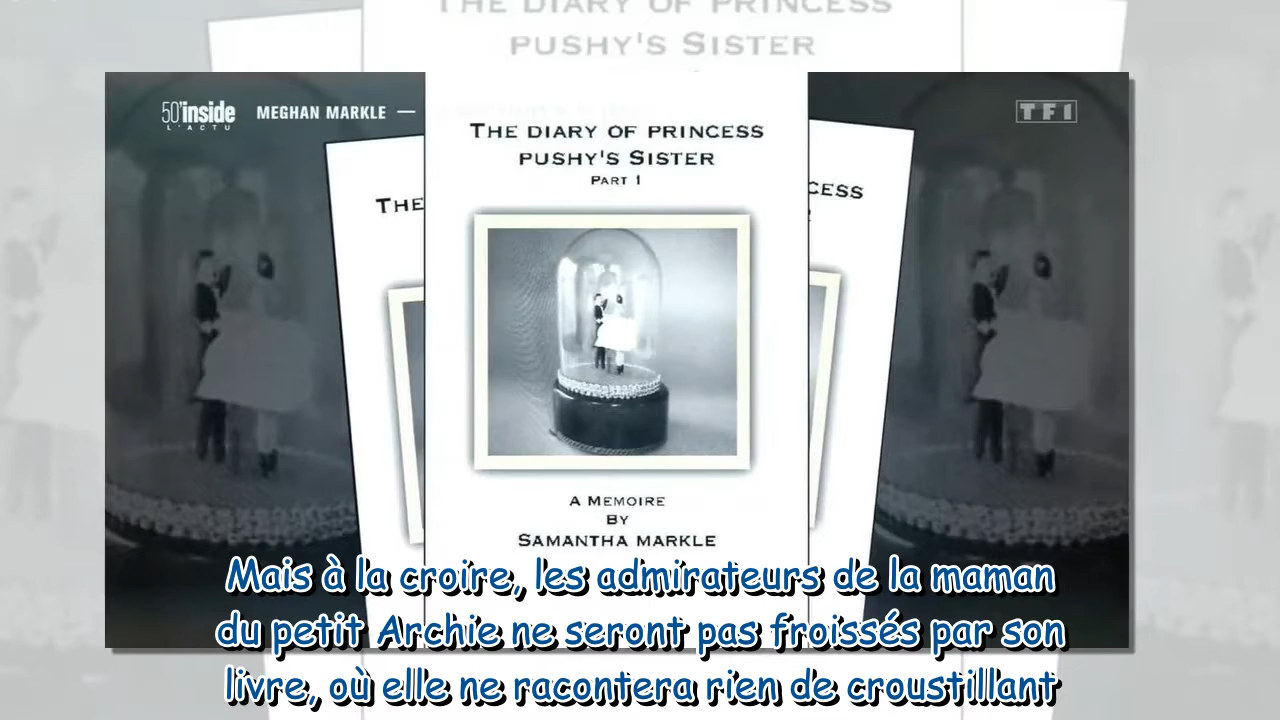 THE DIARY OF PRINCESS
PUSHY'S SISTER
50'inside
L'ACTU
MEGHAN MARKLE —
TF1
THE DIARY OF PRINCESS
PUSHY'S SISTER
PART 1
THE
CESS
A MEMOIRE
BY
SAMANTHA MARKLE
Mais à la croire, les admirateurs de la maman
du petit Archie ne seront pas froissés par son
livre, où elle ne racontera rien de croustillant